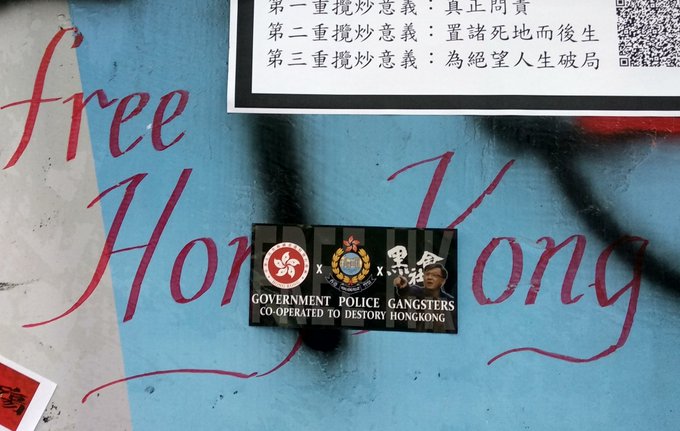 第一重攬炒意義：真正問責
第二重攬炒意義：置諸死地而後生
第三重攬炒意義：為絕望人生破局
free
Hong Kong
FREE HK
x x 黑社會
GOVERNMENT POLICE GANGSTERS
CO-OPERATED TO DESTORY HONGKONG